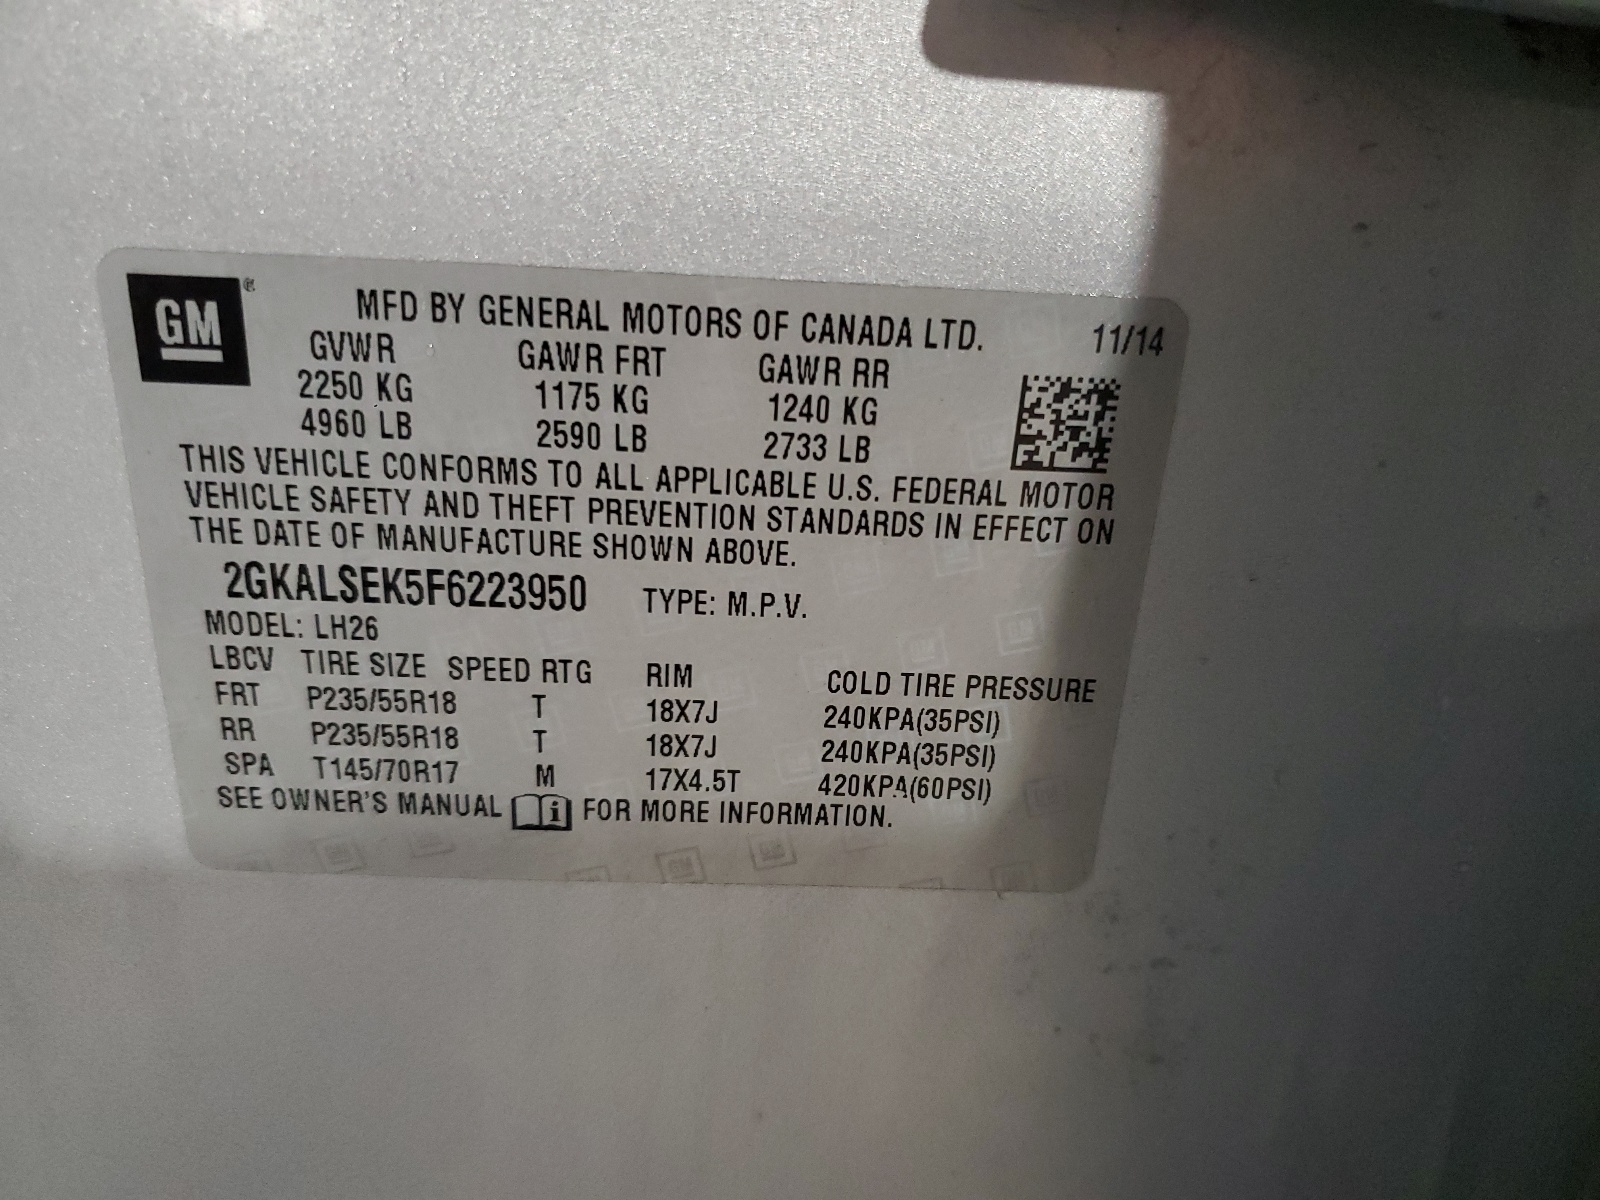 GM ®
MFD BY GENERAL MOTORS OF CANADA LTD. 11/14
GVWR GAWR FRT GAWR RR
2250 KG 1175 KG 1240 KG
4960 LB 2590 LB 2733 LB
THIS VEHICLE CONFORMS TO ALL APPLICABLE U.S. FEDERAL MOTOR
VEHICLE SAFETY AND THEFT PREVENTION STANDARDS IN EFFECT ON
THE DATE OF MANUFACTURE SHOWN ABOVE.
2GKALSEK5F6223950 TYPE: M.P.V.
MODEL: LH26
LBCV TIRE SIZE SPEED RTG RIM COLD TIRE PRESSURE
FRT P235/55R18 T 18X7J 240KPA(35PSI)
RR P235/55R18 T 18X7J 240KPA(35PSI)
SPA T145/70R17 M 17X4.5T 420KPA(60PSI)
SEE OWNER'S MANUAL i FOR MORE INFORMATION.